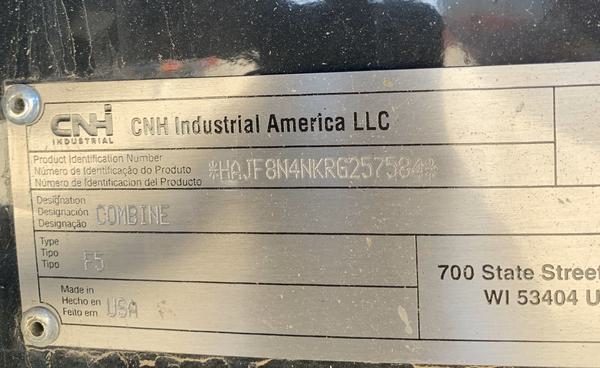 CNH
INDUSTRIAL
CNH Industrial America LLC
Product Identification Number
Número de Identificação do Produto
Número de Identificacion del Producto
*HAJF8N4NKRG257584*
Designation
Designación
Designação
COMBINE
Type
Tipo
Tipo
F5
Made in
Hecho en
Feito em
USA
700 State Street
WI 53404 U